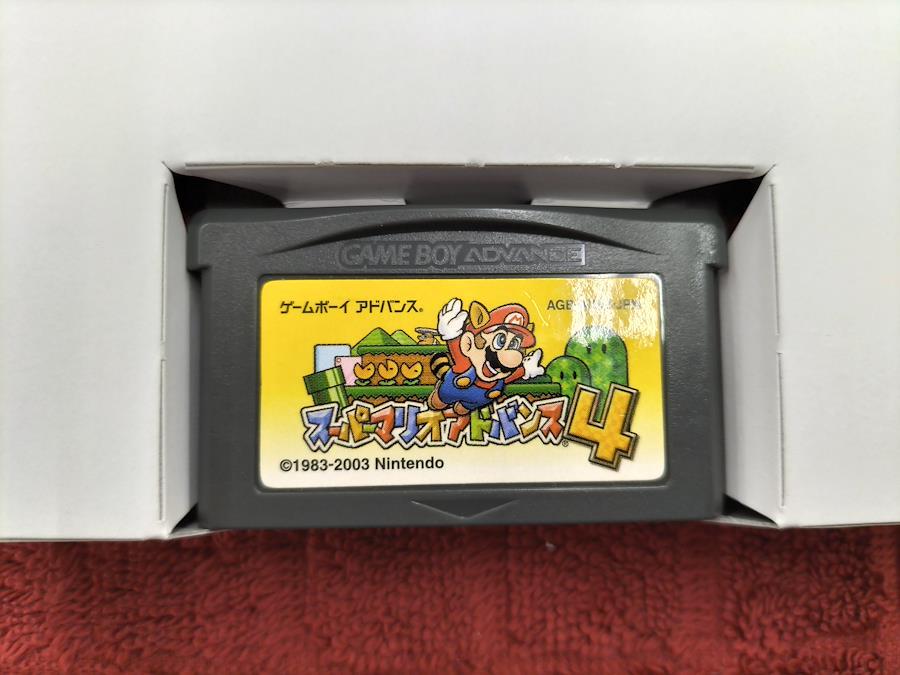 GAME BOY ADVANCE
ゲームボーイ アドバンス®
スーパーマリオアドバンス®4
©1983-2003 Nintendo